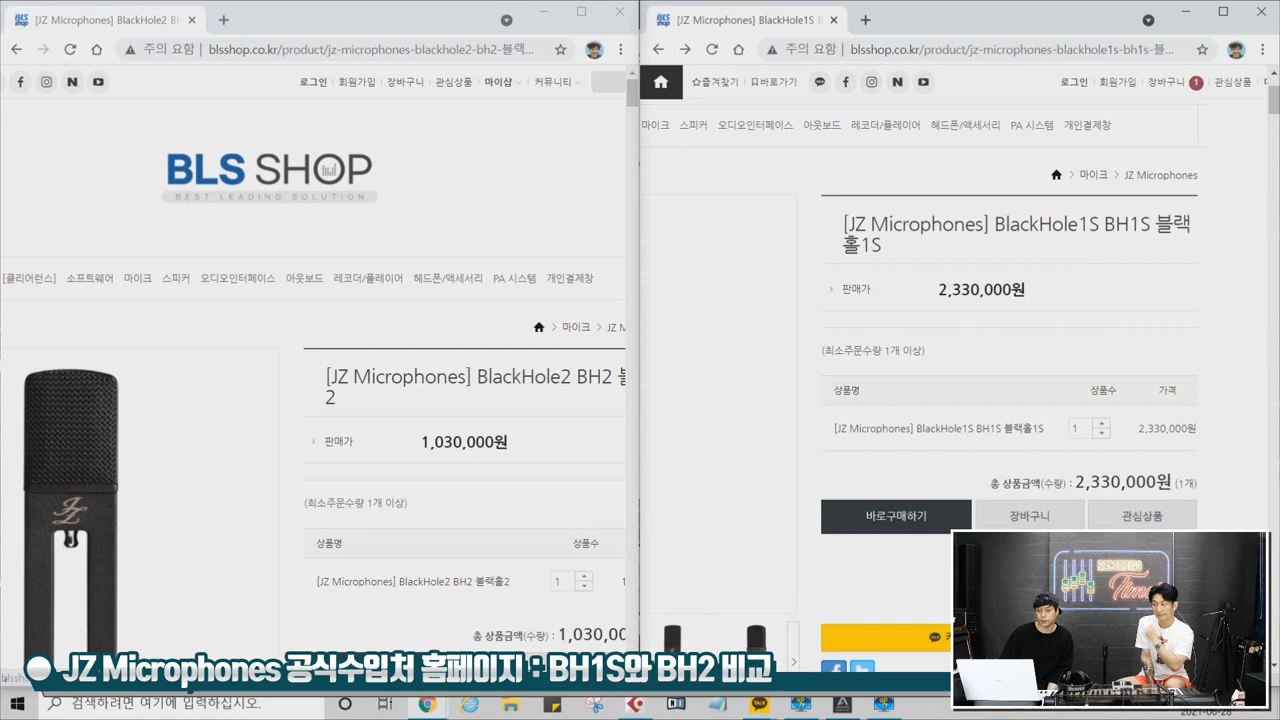 BLS shop
[JZ Microphones] BlackHole2 BH
주의 요함
blsshop.co.kr/product/jz-microphones-blackhole2-bh2-블랙...
로그인 회원가입 장바구니 관심상품 마이샵 커뮤니티
BLS SHOP
BEST LEADING SOLUTION
[클리어런스] 소프트웨어 마이크 스피커 오디오인터페이스 아웃보드 레코더/플레이어 헤드폰/액세서리 PA 시스템 개인결제창
> 마이크 > JZ M
[JZ Microphones] BlackHole2 BH2
2
판매가 1,030,000원
(최소주문수량 1개 이상)
상품명 상품수
[JZ Microphones] BlackHole2 BH2 블랙홀2 1 1
총 상품금액(수량) : 1,030,00
JZ
BLS shop
[JZ Microphones] BlackHole1S
주의 요함
blsshop.co.kr/product/jz-microphones-blackhole1s-bh1s-블...
☆즐겨찾기 바로가기
로그인 회원가입 장바구니 1 관심상품
마이크 스피커 오디오인터페이스 아웃보드 레코더/플레이어 헤드폰/액세서리 PA 시스템 개인결제창
> 마이크 > JZ Microphones
[JZ Microphones] BlackHole1S BH1S 블랙
홀1S
판매가 2,330,000원
(최소주문수량 1개 이상)
상품명 상품수 가격
[JZ Microphones] BlackHole1S BH1S 블랙홀1S 1 2,330,000원
총 상품금액(수량) : 2,330,000원 (1개)
바로구매하기 장바구니 관심상품
Time
JZ Microphones 공식수입처 홈페이지 : BH1S와 BH2 비교
검색하려면 여기에 입력하십시오.